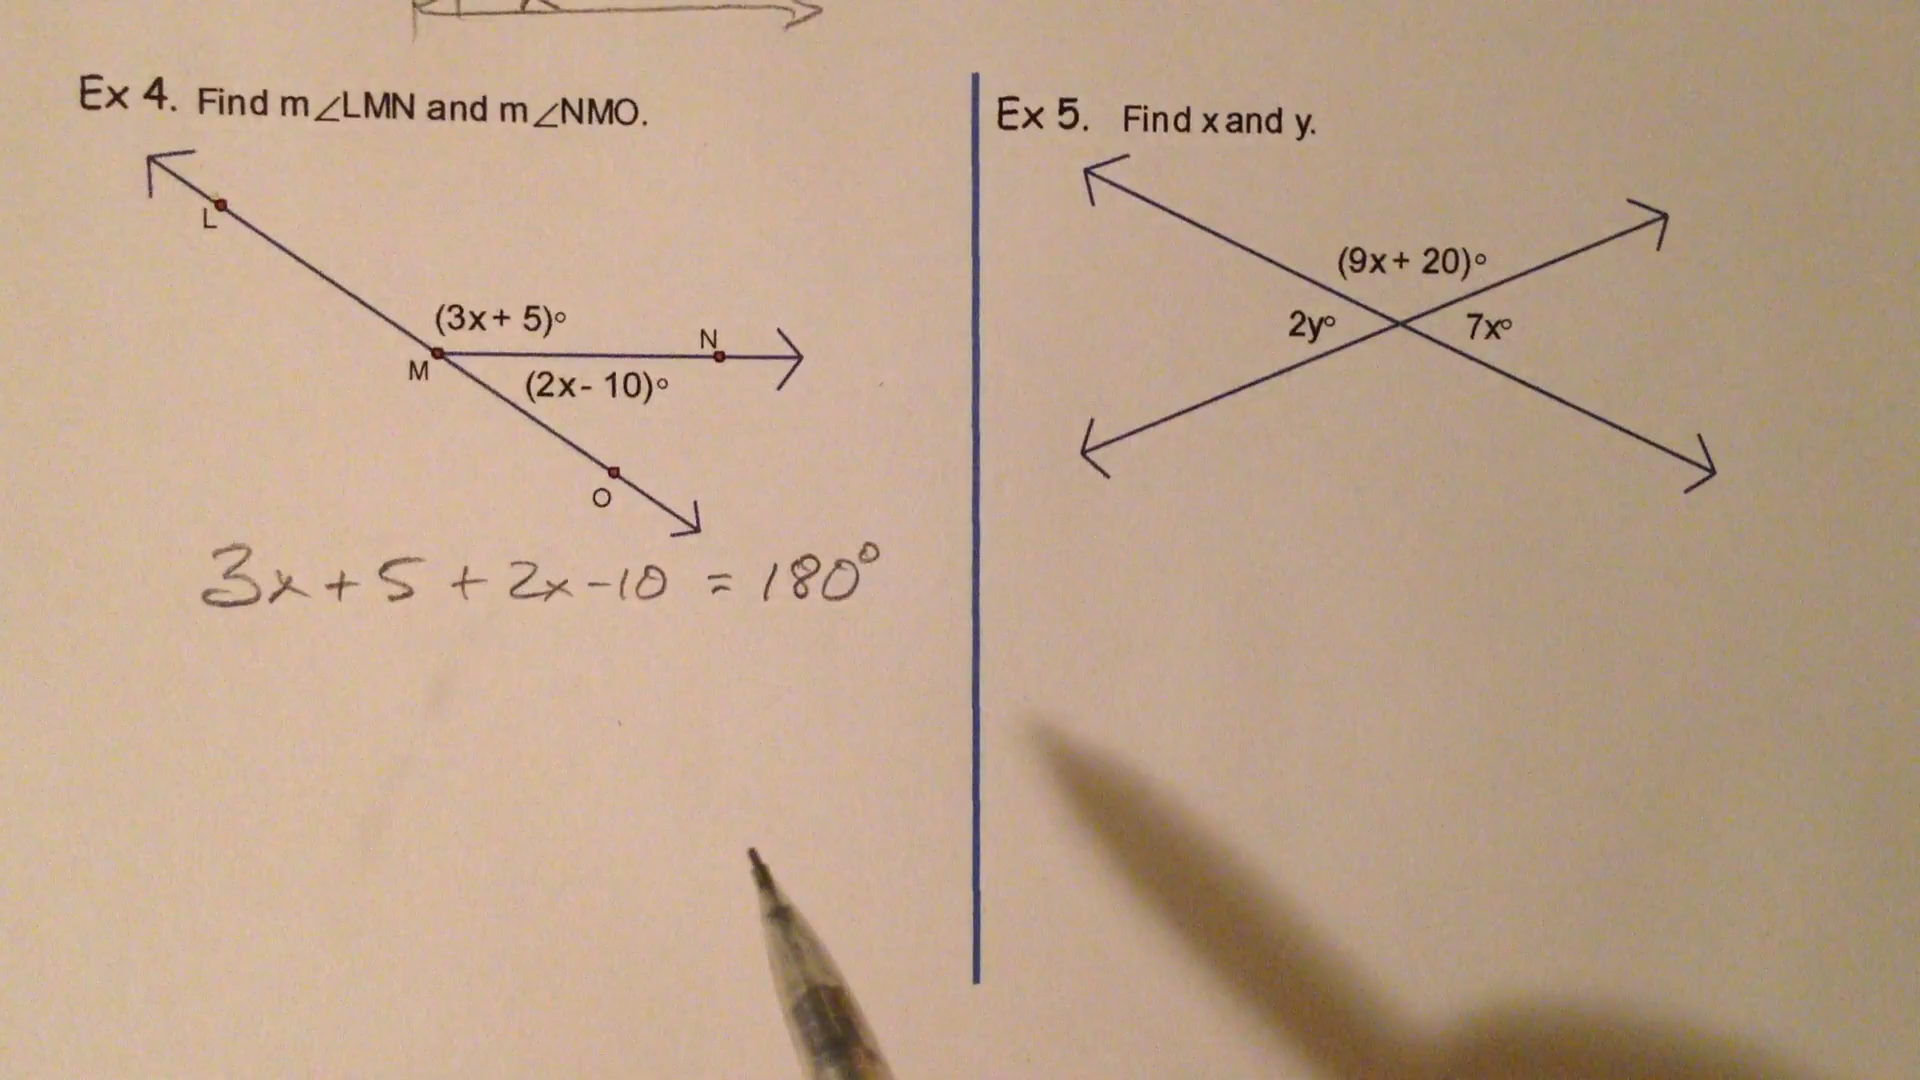 Ex 4. Find m∠LMN and m∠NMO.
L
(3x + 5)°
N
M
(2x - 10)°
O
3x + 5 + 2x - 10 = 180°
Ex 5. Find x and y.
(9x + 20)°
2y°
7x°